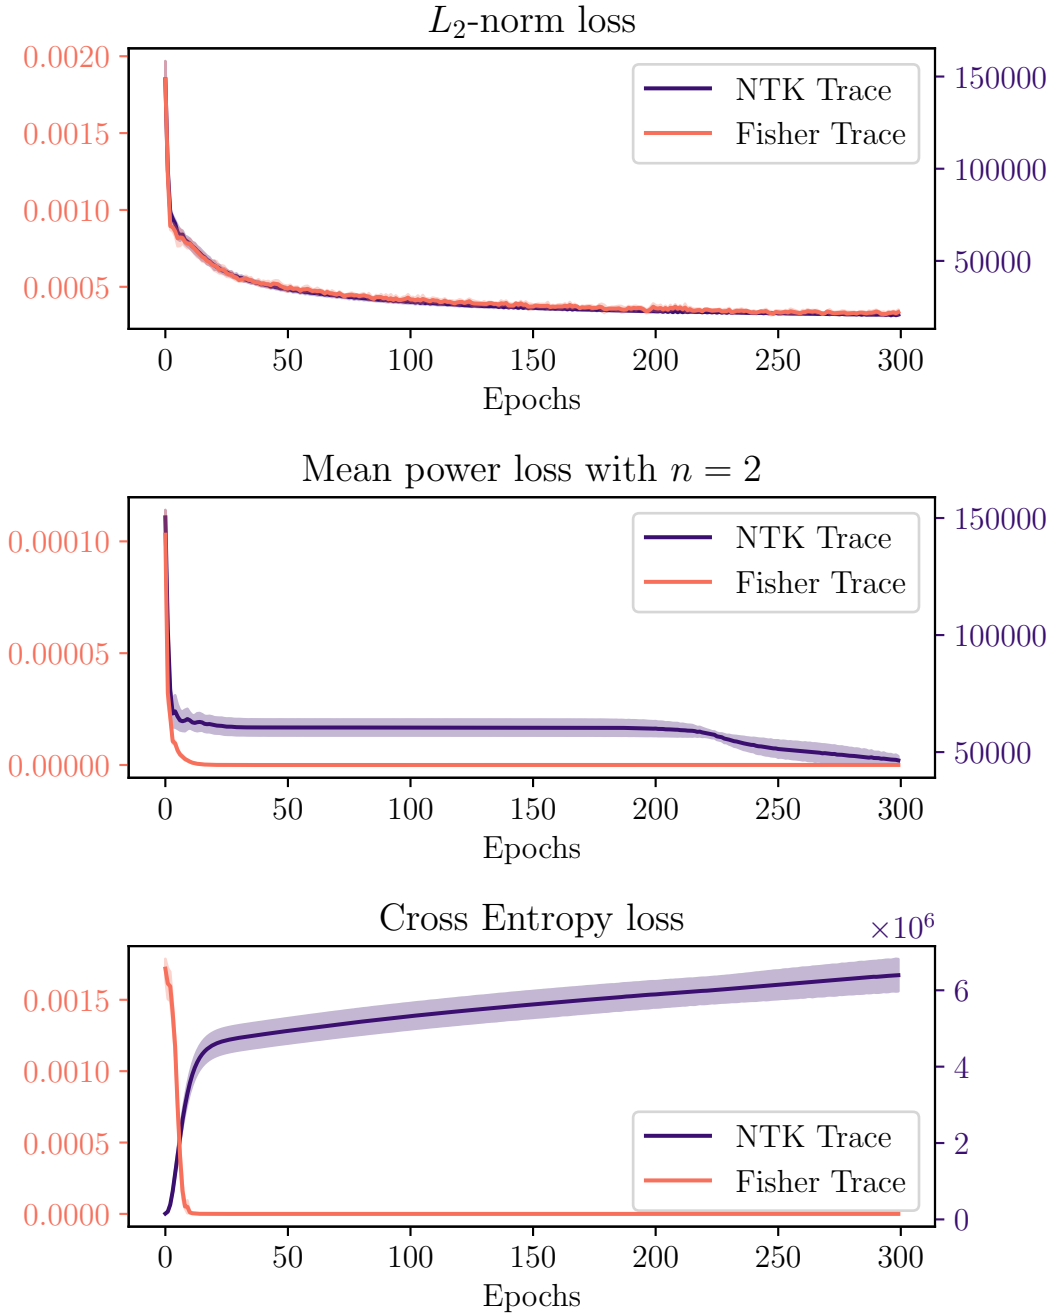 L₂-norm loss
0.0020
0.0015
0.0010
0.0005
150000
100000
50000
NTK Trace
Fisher Trace
0 50 100 150 200 250 300
Epochs
Mean power loss with n = 2
0.00010
0.00005
0.00000
150000
100000
50000
NTK Trace
Fisher Trace
0 50 100 150 200 250 300
Epochs
Cross Entropy loss
×10⁶
0.0015
0.0010
0.0005
0.0000
6
4
2
0
NTK Trace
Fisher Trace
0 50 100 150 200 250 300
Epochs